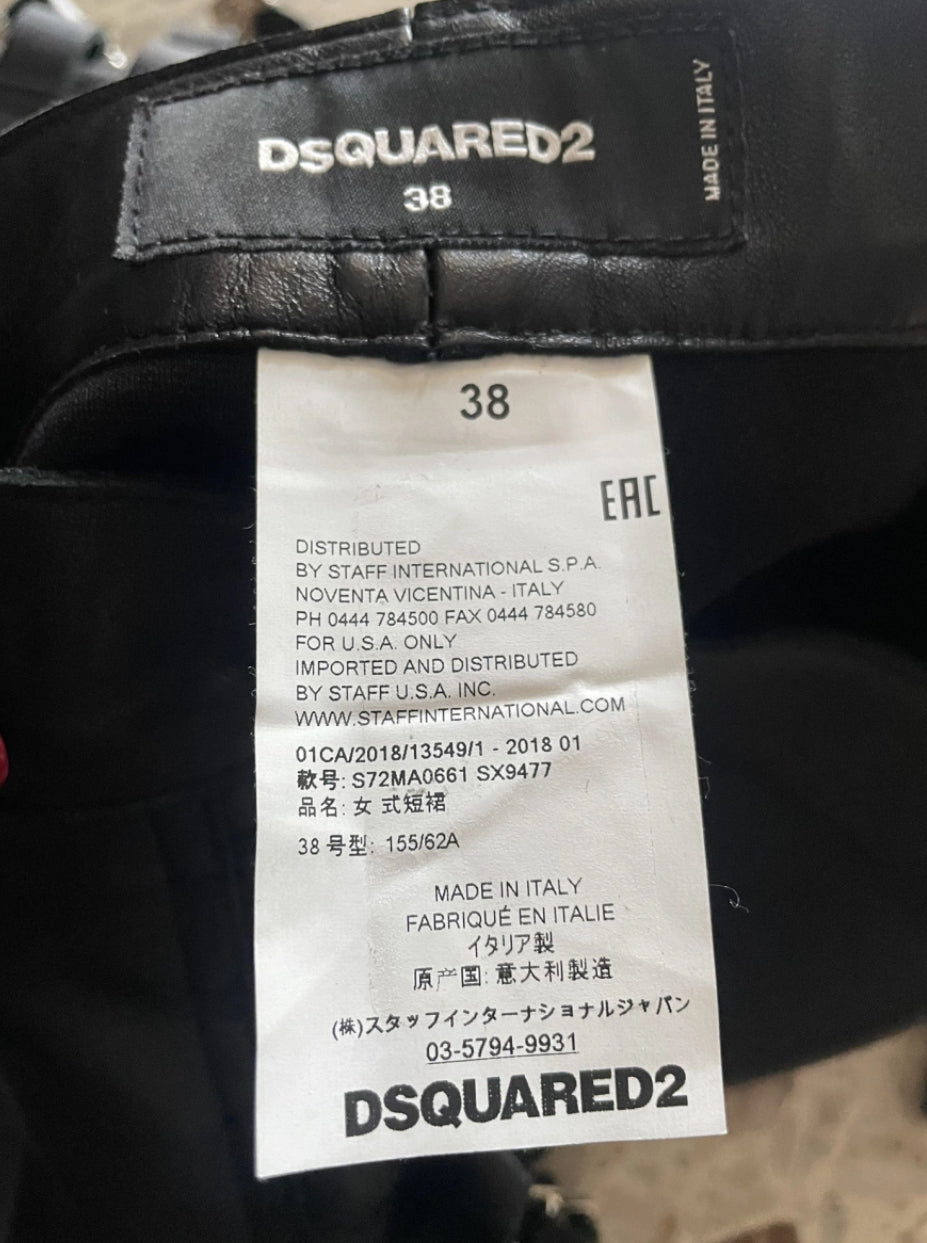 DSQUARED2
38
MADE IN ITALY
38
EAC
DISTRIBUTED
BY STAFF INTERNATIONAL S.P.A.
NOVENTA VICENTINA - ITALY
PH 0444 784500 FAX 0444 784580
FOR U.S.A. ONLY
IMPORTED AND DISTRIBUTED
BY STAFF U.S.A. INC.
WWW.STAFFINTERNATIONAL.COM
01CA/2018/13549/1 - 2018 01
款号: S72MA0661 SX9477
品名: 女 式短裙
38 号型: 155/62A
MADE IN ITALY
FABRIQUÉ EN ITALIE
イタリア製
原产国: 意大利製造
(株)スタッフインターナショナルジャパン
03-5794-9931
DSQUARED2